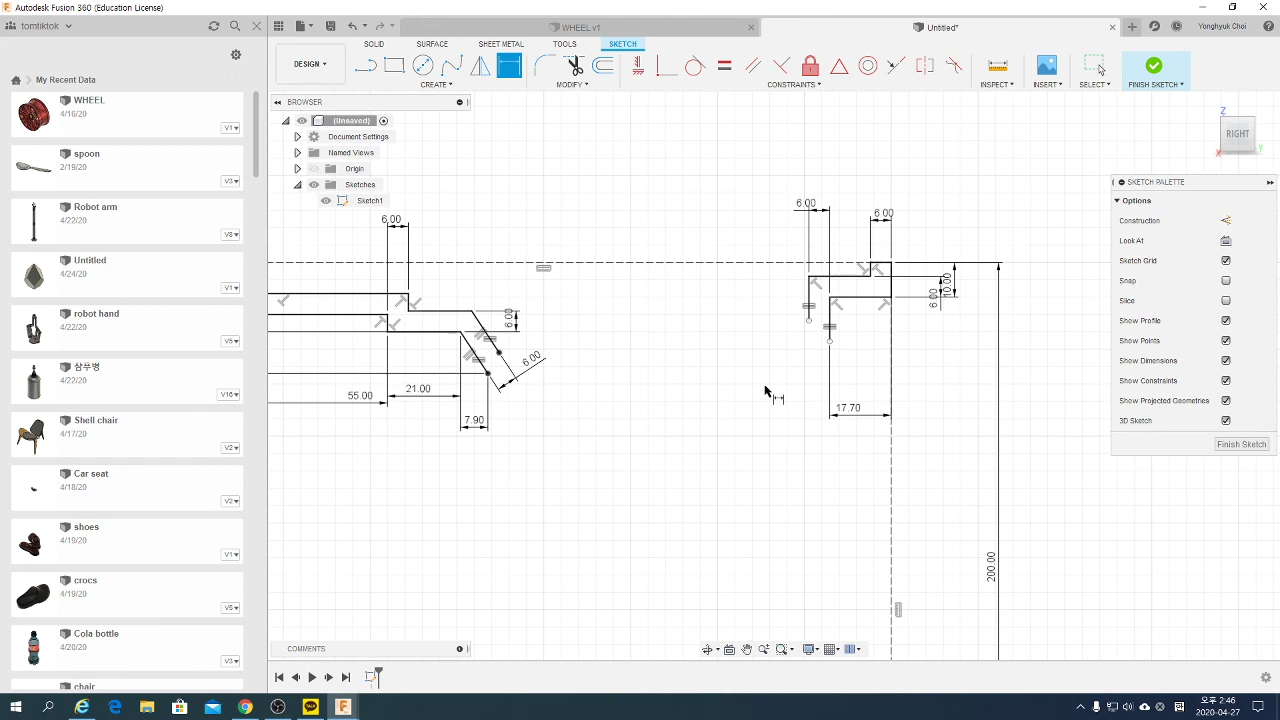 Autodesk Fusion 360 (Education License)
tomtiktok
WHEEL v1
Untitled*
Yonghyuk Choi
DESIGN
SOLID
SURFACE
SHEET METAL
TOOLS
SKETCH
CREATE
MODIFY
CONSTRAINTS
INSPECT
INSERT
SELECT
FINISH SKETCH
My Recent Data
WHEEL
4/16/20
V1
spoon
2/19/20
V3
Robot arm
4/22/20
V8
Untitled
4/24/20
V1
robot hand
4/22/20
V5
샴푸병
4/22/20
V16
Shell chair
4/17/20
V2
Car seat
4/18/20
V2
shoes
4/19/20
V1
crocs
4/19/20
V5
Cola bottle
4/20/20
V3
chair
BROWSER
(Unsaved)
Document Settings
Named Views
Origin
Sketches
Sketch1
6.00
6.00
6.00
55.00
21.00
7.90
6.00
6.00
6.00
10.00
17.70
200.00
Z
RIGHT
X
Y
SKETCH PALETTE
Options
Construction
Look At
Sketch Grid
Snap
Slice
Show Profile
Show Points
Show Dimensions
Show Constraints
Show Projected Geometries
3D Sketch
Finish Sketch
COMMENTS
오후 2:46
2020-04-27